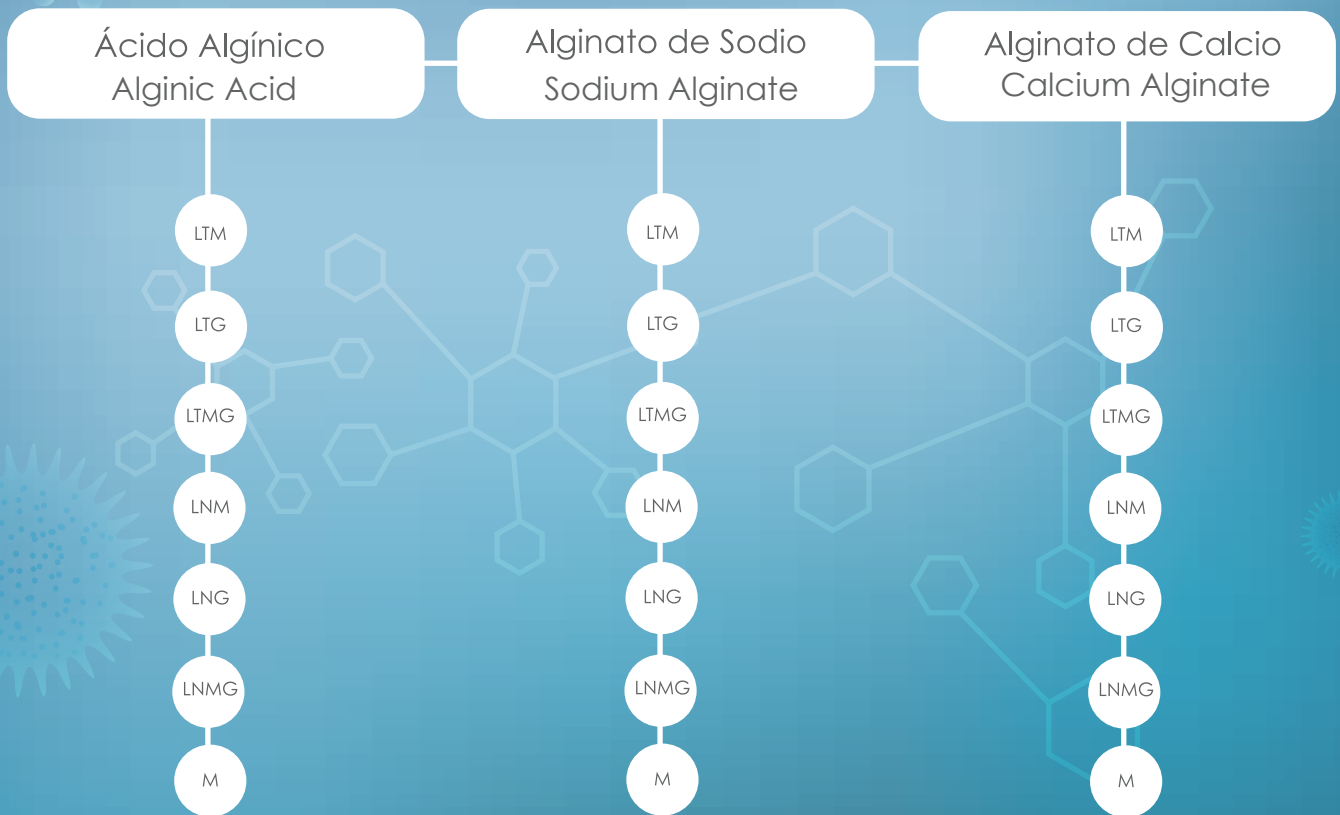 Ácido Algínico
Alginic Acid
LTM
LTG
LTMG
LNM
LNG
LNMG
M
Alginato de Sodio
Sodium Alginate
LTM
LTG
LTMG
LNM
LNG
LNMG
M
Alginato de Calcio
Calcium Alginate
LTM
LTG
LTMG
LNM
LNG
LNMG
M